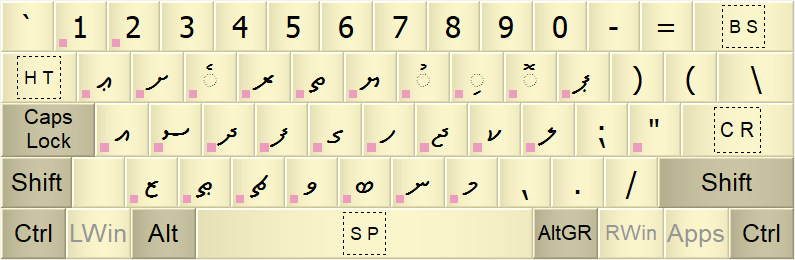 ` 1 2 3 4 5 6 7 8 9 0 - = BS
HT ޢ ށ ެ ރ ތ ޔ ު ި ޮ ޕ ) ( \
Caps Lock އ ސ ދ ފ ގ ހ ޖ ކ ލ ؛ "
Shift ޒ ޗ ވ ބ ނ މ ، . / Shift
Ctrl LWin Alt SP AltGR RWin Apps Ctrl